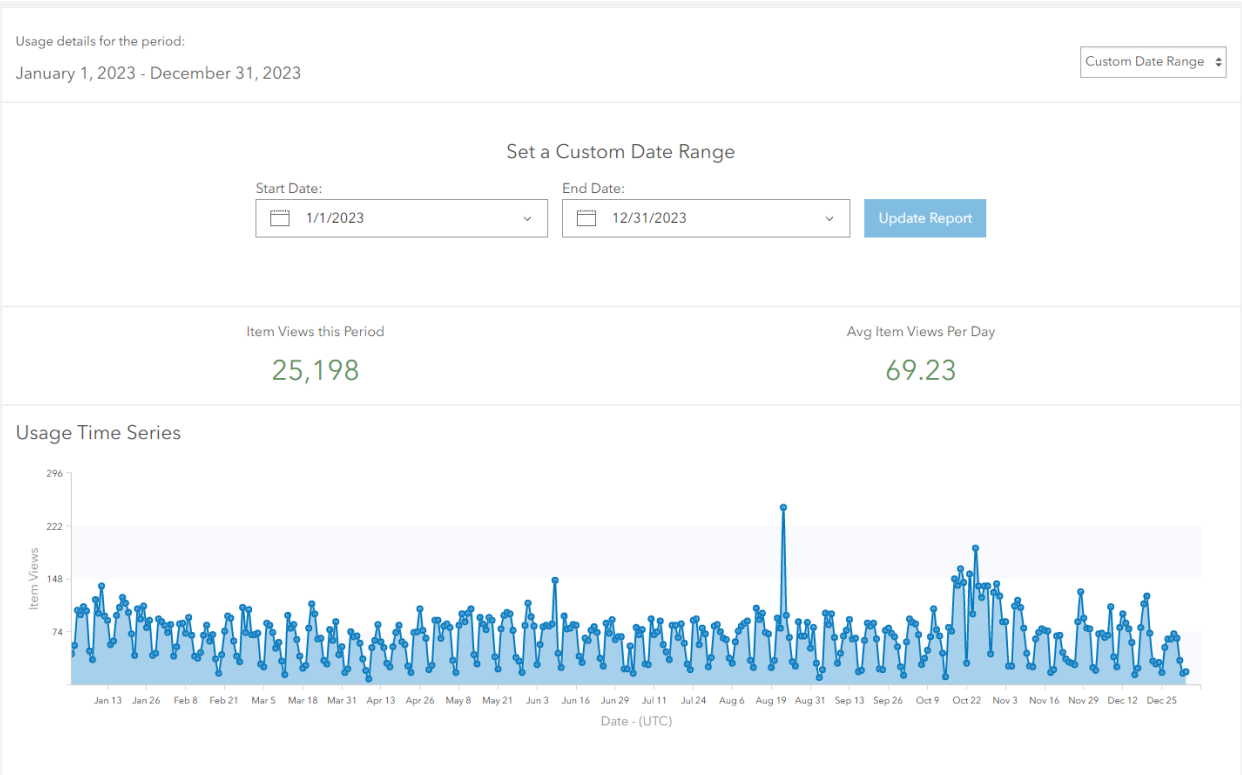 Usage details for the period:
January 1, 2023 - December 31, 2023
Custom Date Range
Set a Custom Date Range
Start Date:
End Date:
1/1/2023
12/31/2023
Update Report
Item Views this Period
Avg Item Views Per Day
25,198
69.23
Usage Time Series
296
222
148
74
Item Views
Jan 13 Jan 26 Feb 8 Feb 21 Mar 5 Mar 18 Mar 31 Apr 13 Apr 26 May 8 May 21 Jun 3 Jun 16 Jun 29 Jul 11 Jul 24 Aug 6 Aug 19 Aug 31 Sep 13 Sep 26 Oct 9 Oct 22 Nov 3 Nov 16 Nov 29 Dec 12 Dec 25
Date - (UTC)